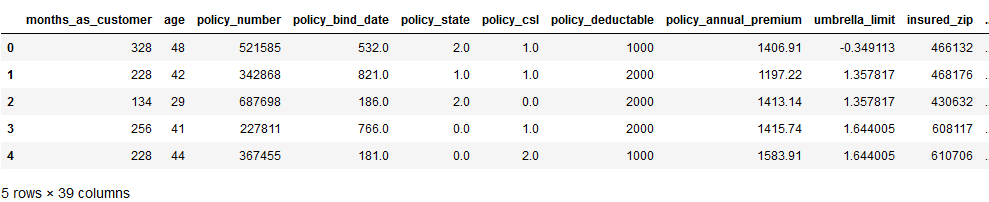 months_as_customer age policy_number policy_bind_date policy_state policy_csl policy_deductable policy_annual_premium umbrella_limit insured_zip ..
0 328 48 521585 532.0 2.0 1.0 1000 1406.91 -0.349113 466132 .
1 228 42 342868 821.0 1.0 1.0 2000 1197.22 1.357817 468176 .
2 134 29 687698 186.0 2.0 0.0 2000 1413.14 1.357817 430632 .
3 256 41 227811 766.0 0.0 1.0 2000 1415.74 1.644005 608117 .
4 228 44 367455 181.0 0.0 2.0 1000 1583.91 1.644005 610706 .
5 rows × 39 columns